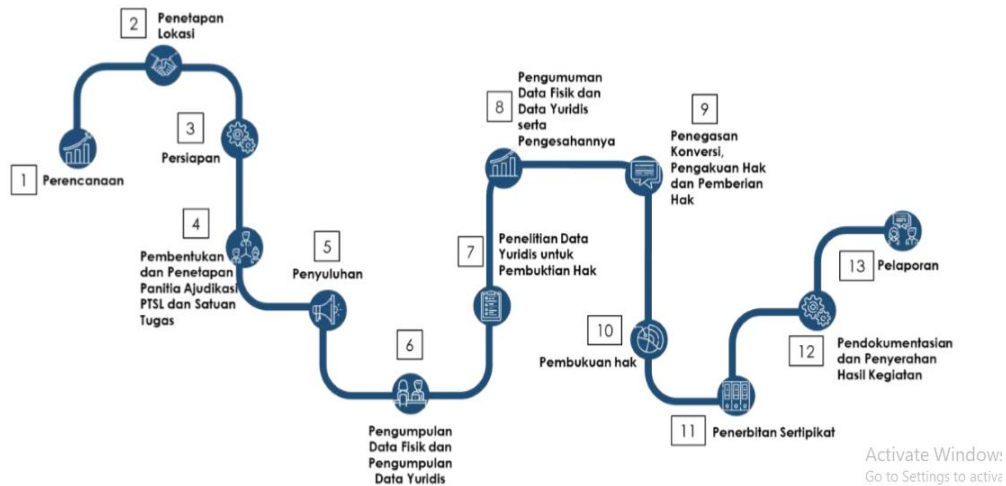 1
Perencanaan
2
Penetapan
Lokasi
3
Persiapan
4
Pembentukan
dan Penetapan
Panitia Ajudikasi
PTSL dan Satuan
Tugas
5
Penyuluhan
6
Pengumpulan
Data Fisik dan
Pengumpulan
Data Yuridis
7
Penelitian Data
Yuridis untuk
Pembuktian Hak
8
Pengumuman
Data Fisik dan
Data Yuridis
serta
Pengesahannya
9
Penegasan
Konversi,
Pengakuan Hak
dan Pemberian
Hak
10
Pembukuan hak
11
Penerbitan Sertipikat
12
Pendokumentasian
dan Penyerahan
Hasil Kegiatan
13
Pelaporan
Activate Windows
Go to Settings to activa